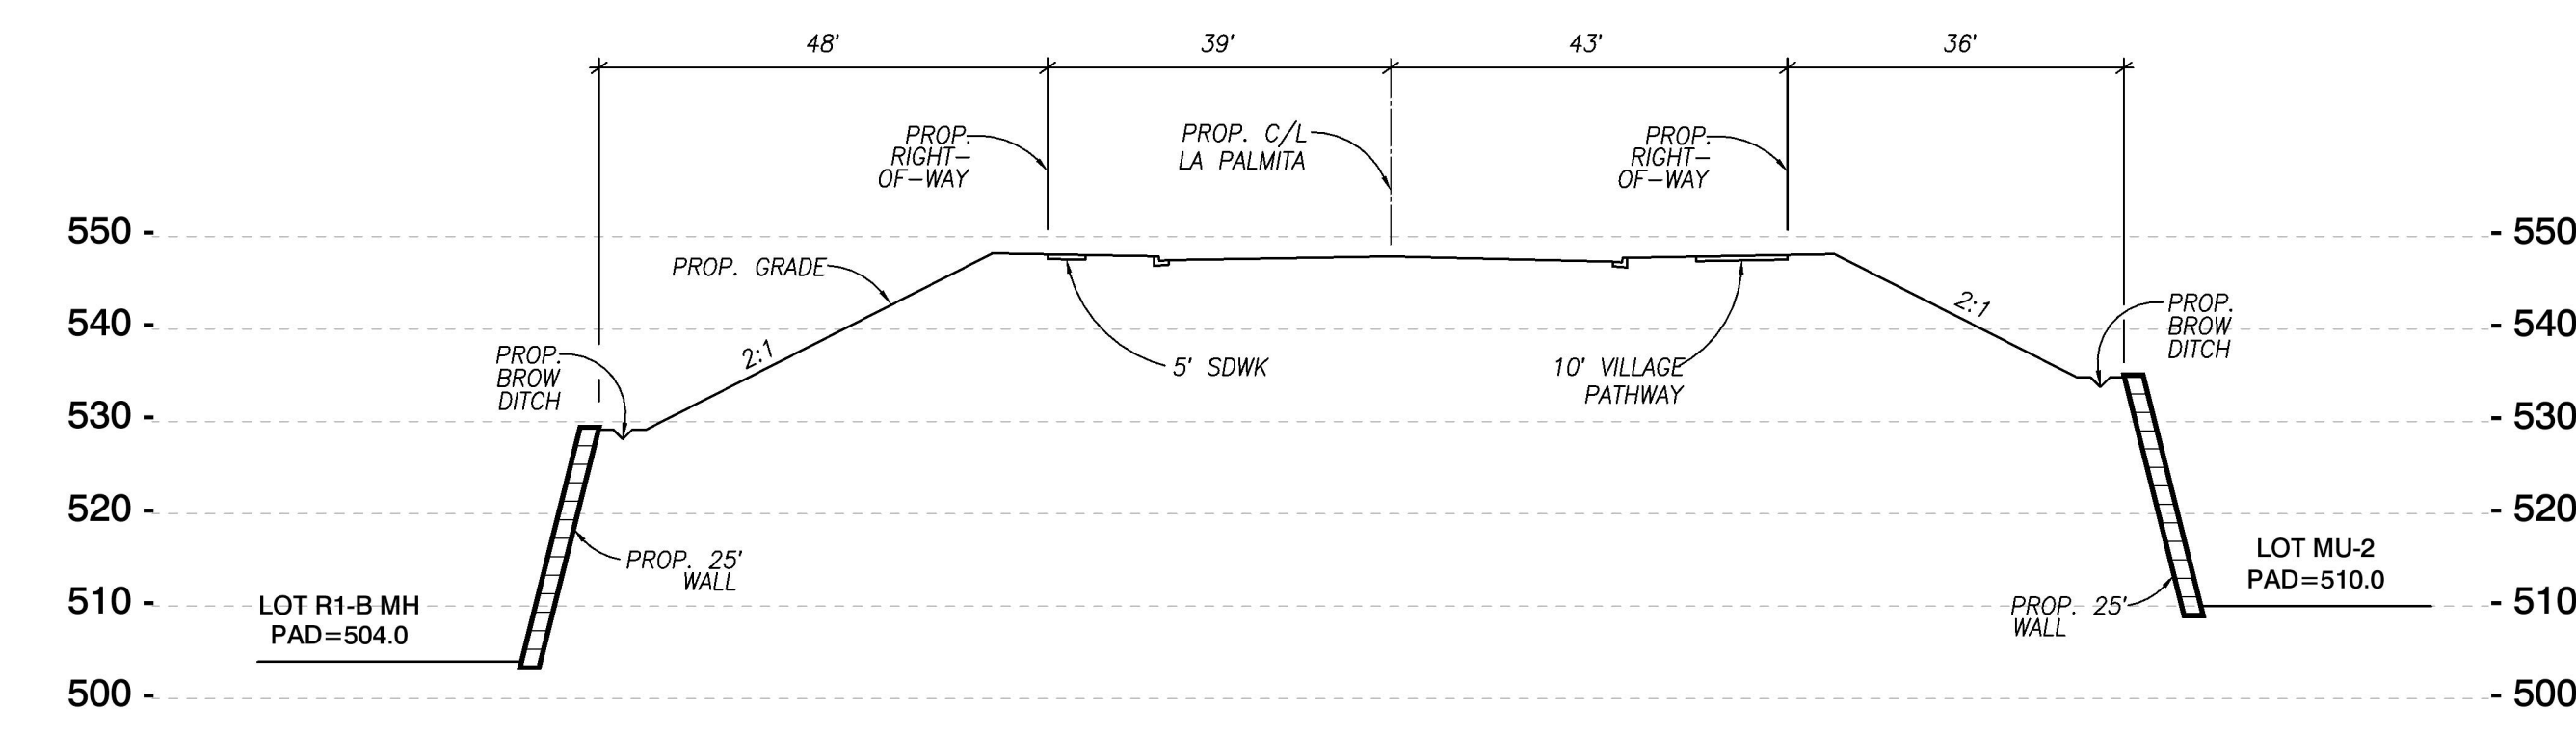 48'
39'
43'
36'
PROP.
RIGHT-
OF-WAY
PROP. C/L
LA PALMITA
PROP.
RIGHT-
OF-WAY
550 -
- 550
PROP. GRADE
540 -
- 540
PROP.
BROW
DITCH
2:1
5' SDWK
10' VILLAGE
PATHWAY
2:1
PROP.
BROW
DITCH
530 -
- 530
520 -
- 520
PROP. 25'
WALL
LOT MU-2
PAD=510.0
510 -
- 510
LOT R1-B MH
PAD=504.0
PROP. 25'
WALL
500 -
- 500